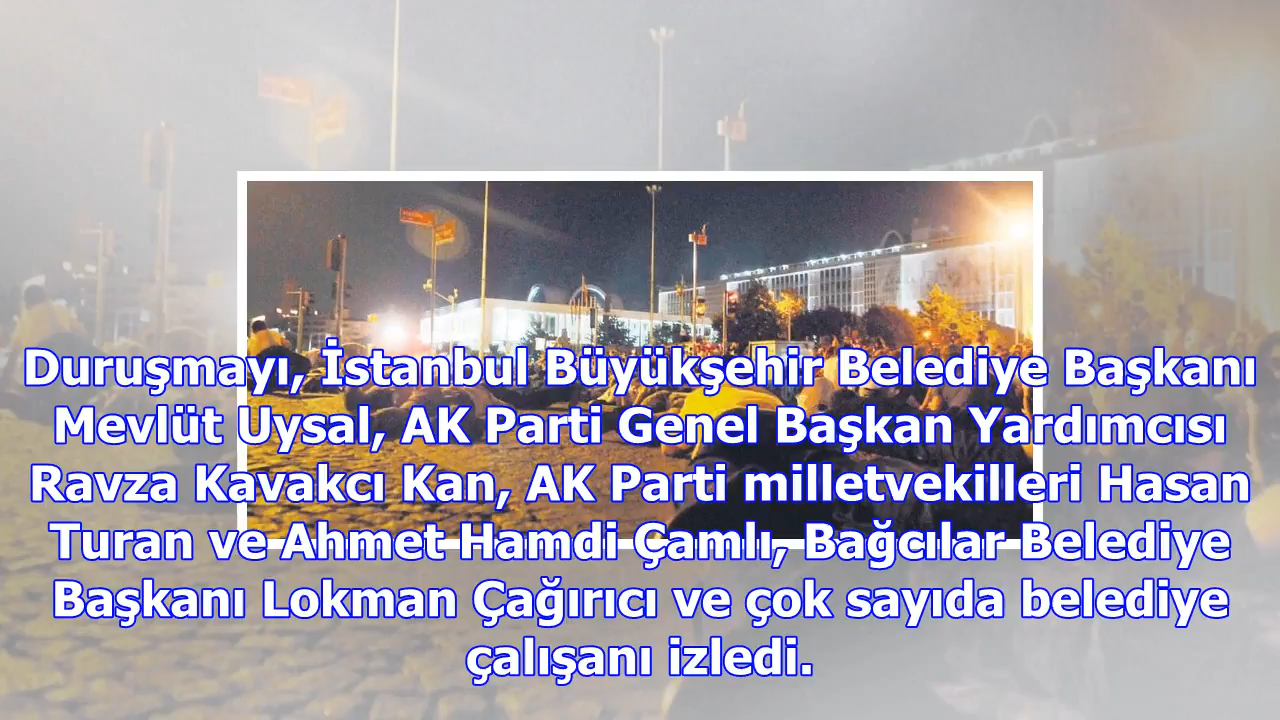 Duruşmayı, İstanbul Büyükşehir Belediye Başkanı
Mevlüt Uysal, AK Parti Genel Başkan Yardımcısı
Ravza Kavakcı Kan, AK Parti milletvekilleri Hasan
Turan ve Ahmet Hamdi Çamlı, Bağcılar Belediye
Başkanı Lokman Çağırıcı ve çok sayıda belediye
çalışanı izledi.